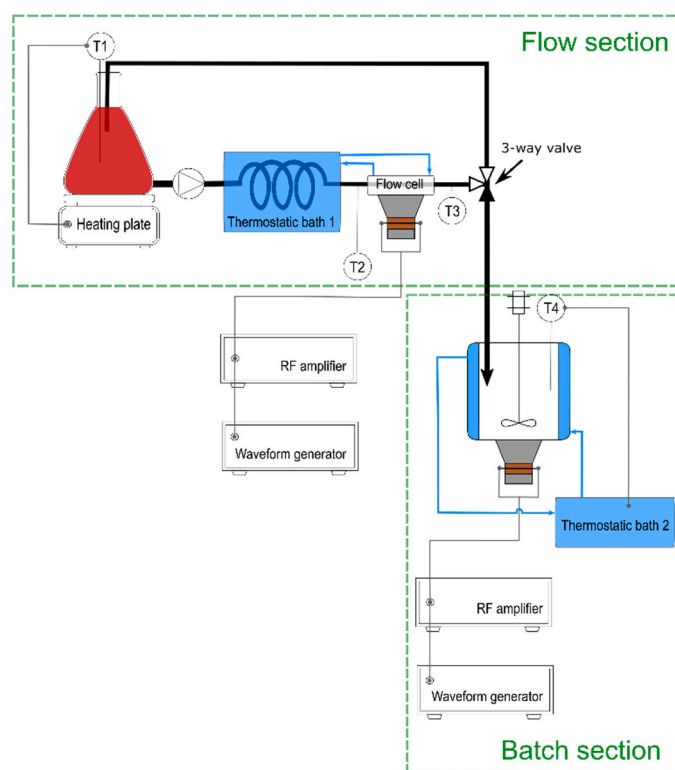 T1
Flow section
3-way valve
Flow cell
Heating plate
Thermostatic bath 1
T3
T2
T4
RF amplifier
Waveform generator
Thermostatic bath 2
RF amplifier
Waveform generator
Batch section